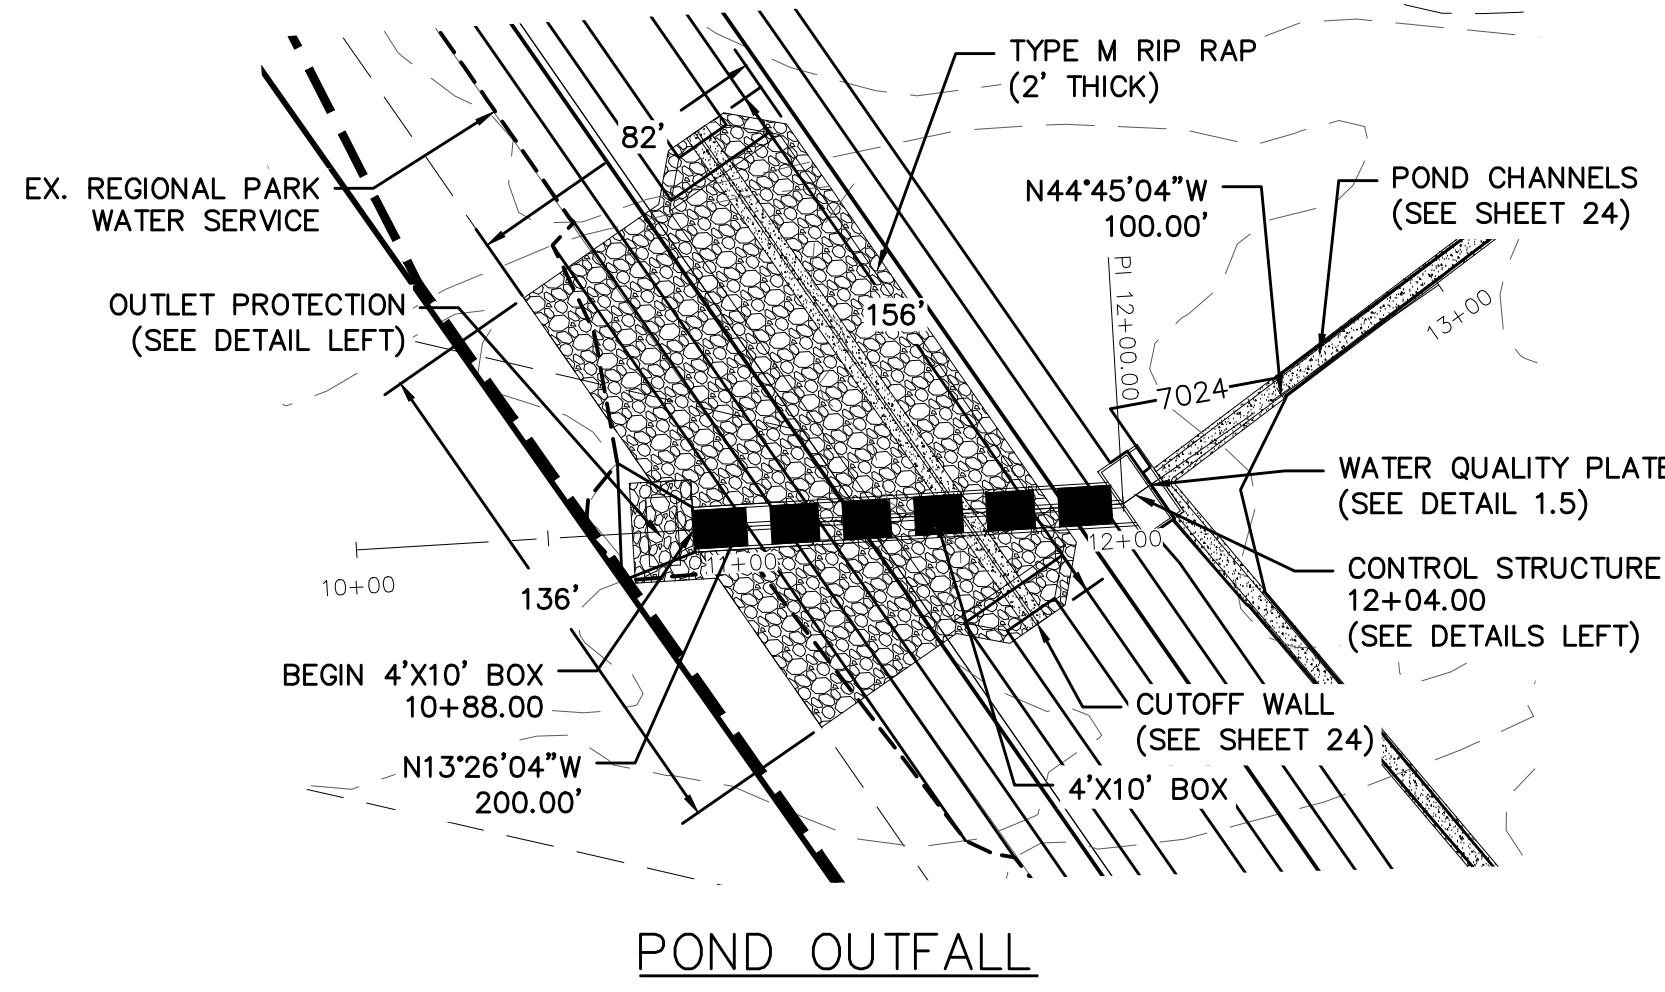 TYPE M RIP RAP
(2' THICK)
82'
EX. REGIONAL PARK
WATER SERVICE
N44°45'04"W
100.00'
POND CHANNELS
(SEE SHEET 24)
OUTLET PROTECTION
(SEE DETAIL LEFT)
156'
PI 12+00.00
13+00
7024
WATER QUALITY PLATE
(SEE DETAIL 1.5)
10+00
11+00
12+00
136'
CONTROL STRUCTURE
12+04.00
(SEE DETAILS LEFT)
BEGIN 4'X10' BOX
10+88.00
CUTOFF WALL
(SEE SHEET 24)
N13°26'04"W
200.00'
4'X10' BOX
POND OUTFALL